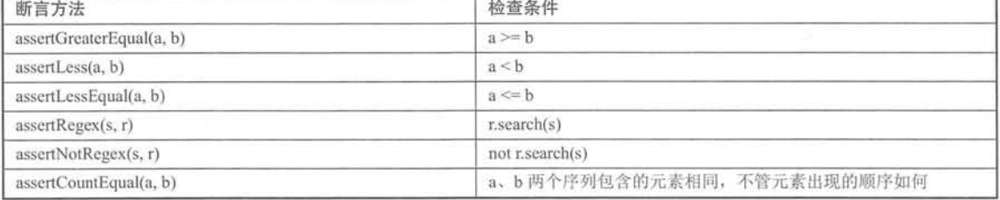 断言方法 检查条件
assertGreaterEqual(a, b) a >= b
assertLess(a, b) a < b
assertLessEqual(a, b) a <= b
assertRegex(s, r) r.search(s)
assertNotRegex(s, r) not r.search(s)
assertCountEqual(a, b) a、b 两个序列包含的元素相同，不管元素出现的顺序如何